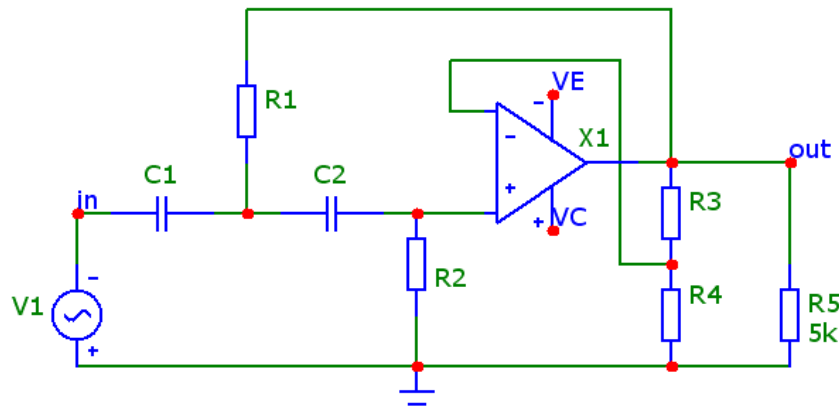 VE
R1
X1
C1
C2
in
out
-
+
VC
R3
R2
R4
V1
R5
5k